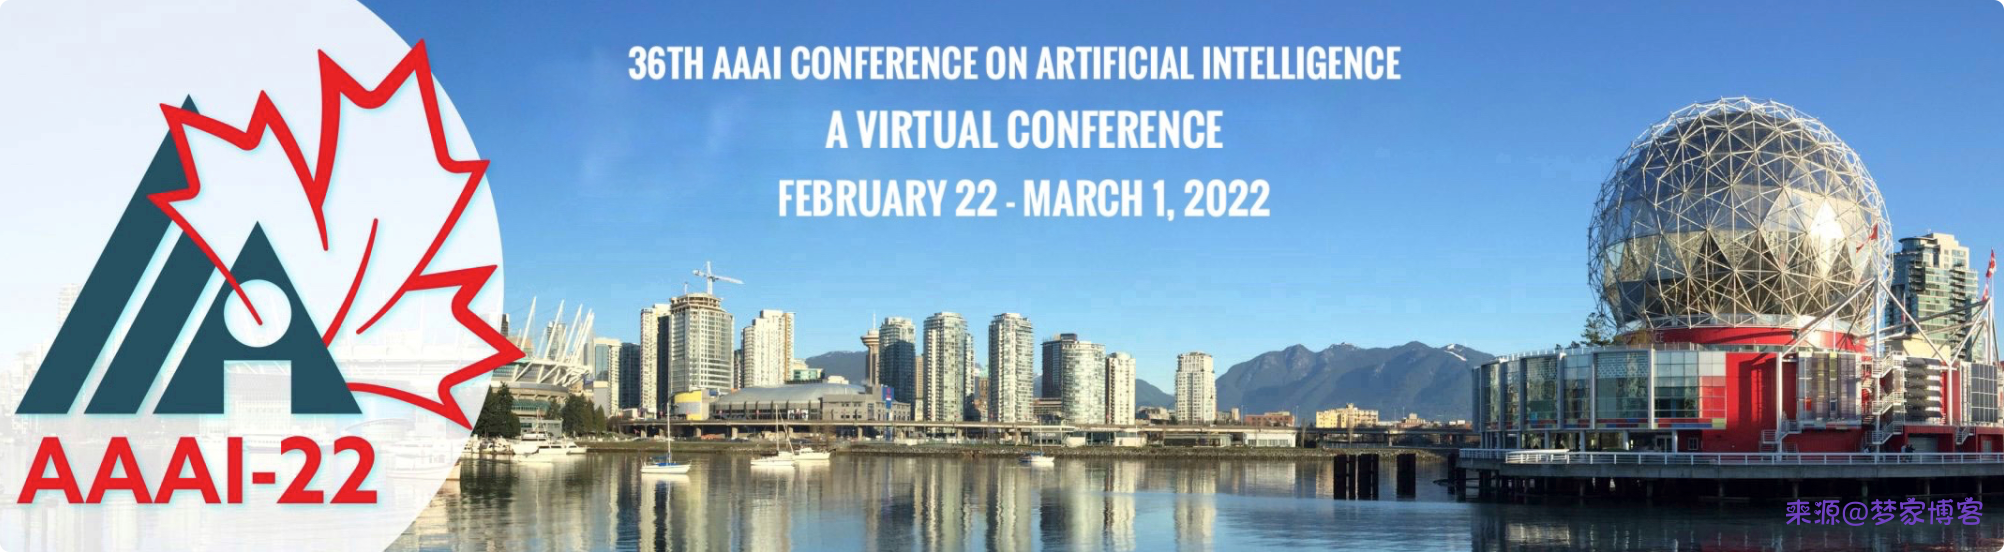 36TH AAAI CONFERENCE ON ARTIFICIAL INTELLIGENCE
A VIRTUAL CONFERENCE
FEBRUARY 22 - MARCH 1, 2022
AAAI-22
来源@梦家博客